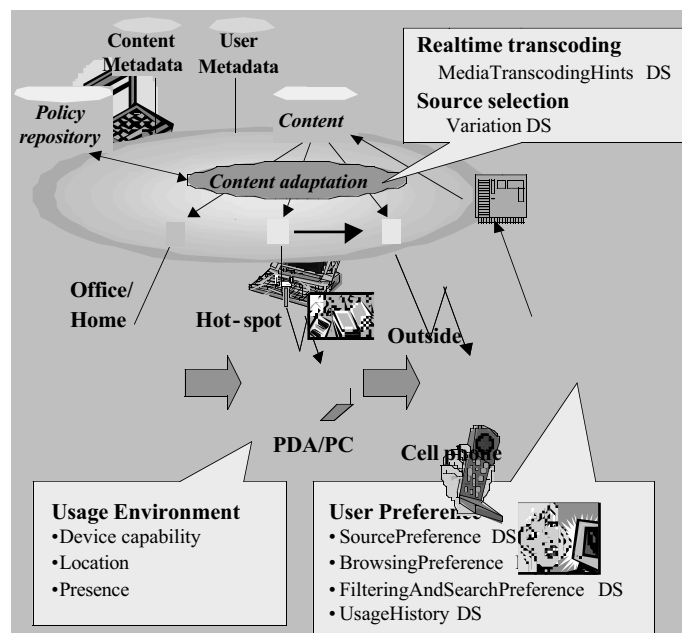 Content
Metadata
User
Metadata
Realtime transcoding
MediaTranscodingHints DS
Source selection
Variation DS
Policy
repository
Content
Content adaptation
Office/
Home
Hot-spot
Outside
PDA/PC
Cell phone
Usage Environment
•Device capability
•Location
•Presence
User Preference
• SourcePreference DS
• BrowsingPreference
• FilteringAndSearchPreference DS
• UsageHistory DS